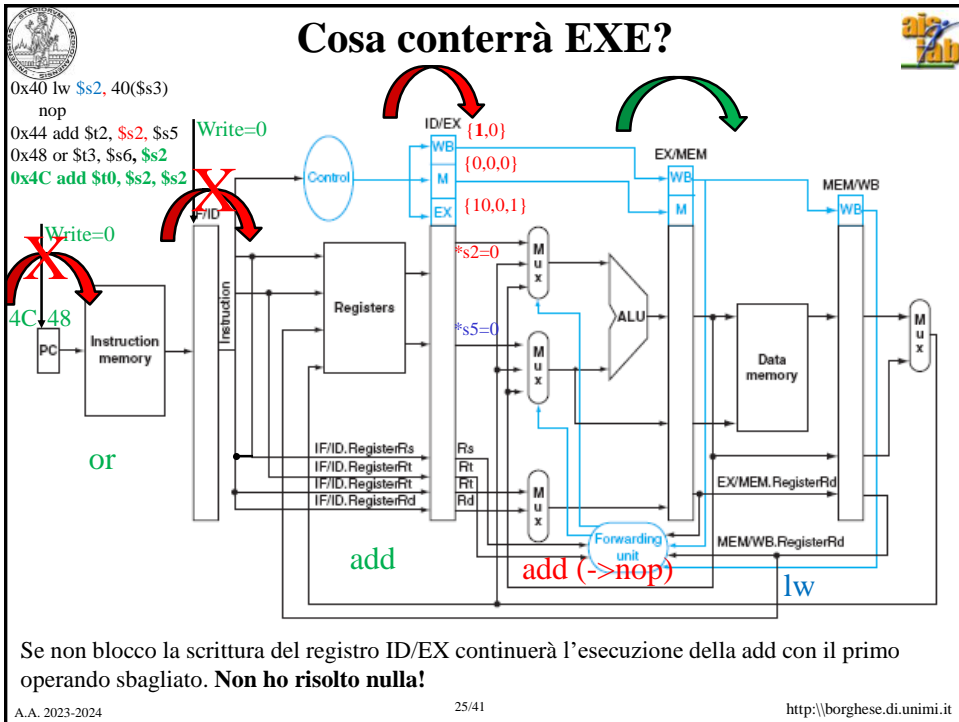 Cosa conterrà EXE?
0x40 lw $s2, 40($s3)
nop
0x44 add $t2, $s2, $s5
0x48 or $t3, $s6, $s2
0x4C add $t0, $s2, $s2
Write=0
X
F/ID
Write=0
X
4C 48
PC
Instruction memory
Instruction
or
Control
ID/EX
WB
M
EX
{1,0}
{0,0,0}
{10,0,1}
Registers
*s2=0
*s5=0
Mux
Mux
Mux
ALU
EX/MEM
WB
M
Data memory
MEM/WB
WB
Mux
IF/ID.RegisterRs
IF/ID.RegisterRt
IF/ID.RegisterRt
IF/ID.RegisterRd
Rs
Rt
Rt
Rd
EX/MEM.RegisterRd
Forwarding unit
MEM/WB.RegisterRd
add
add (->nop)
lw
Se non blocco la scrittura del registro ID/EX continuerà l’esecuzione della add con il primo
operando sbagliato. Non ho risolto nulla!
A.A. 2023-2024
25/41
http:\\borghese.di.unimi.it